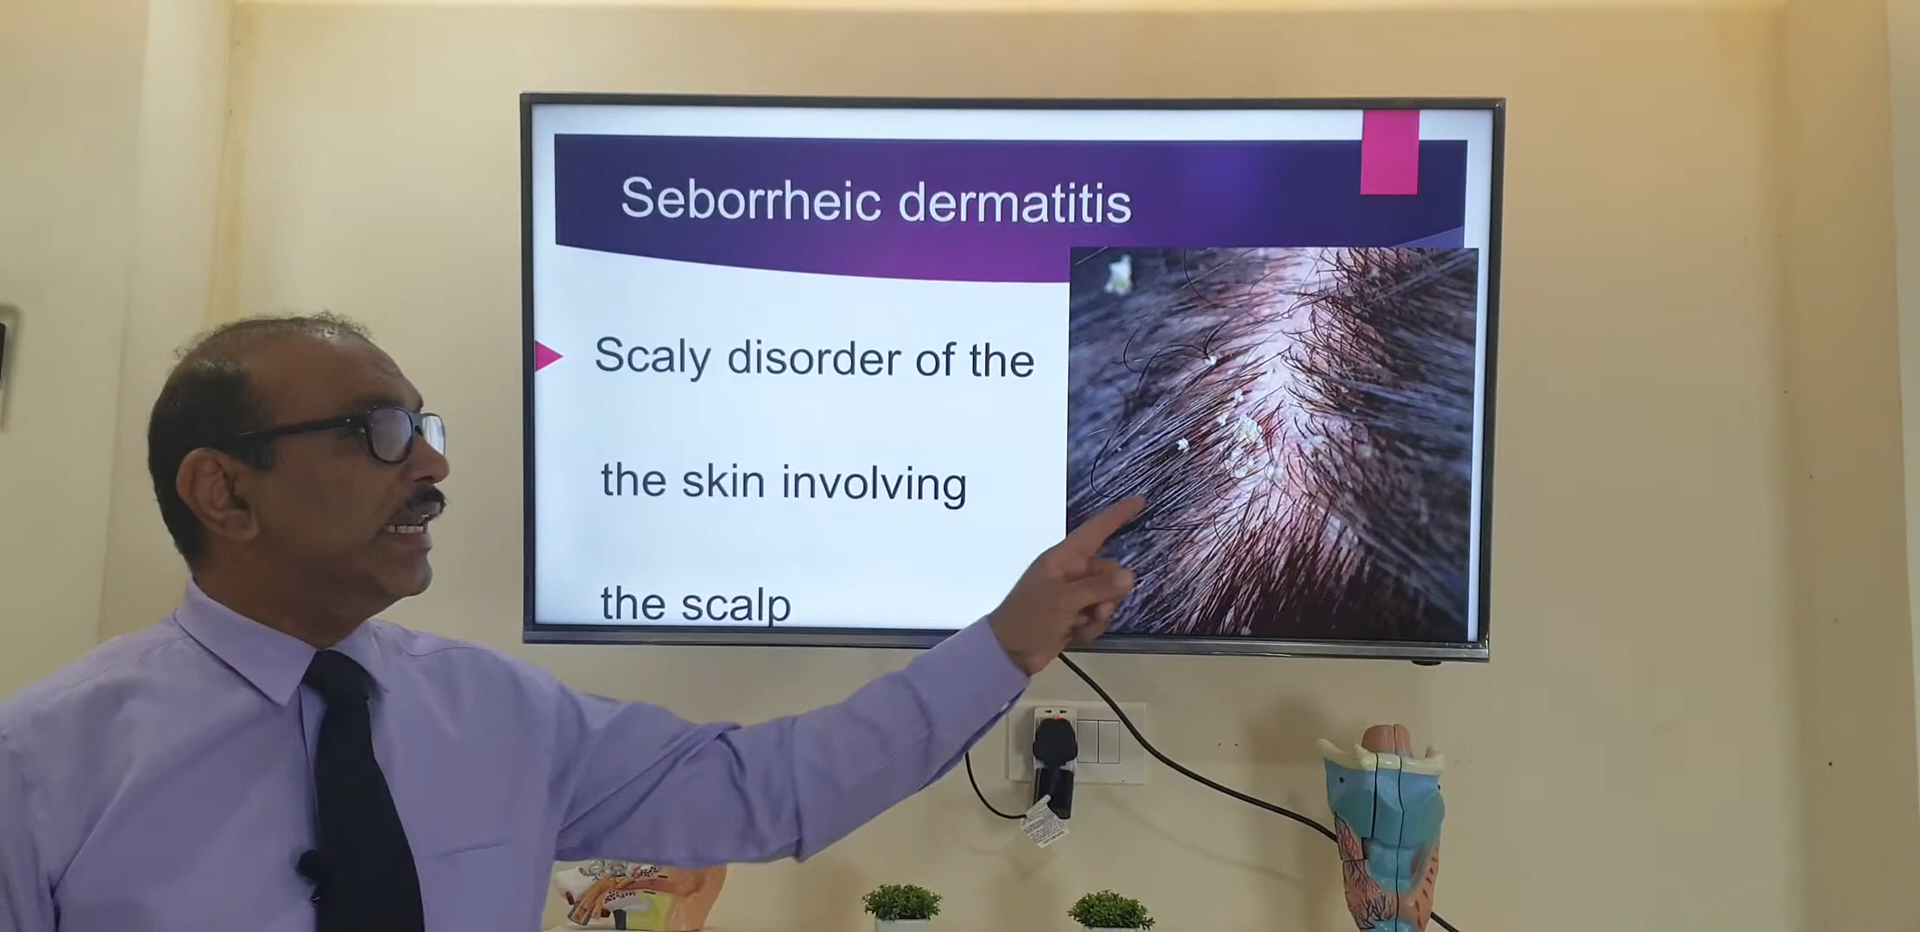 Seborrheic dermatitis
Scaly disorder of the
the skin involving
the scalp